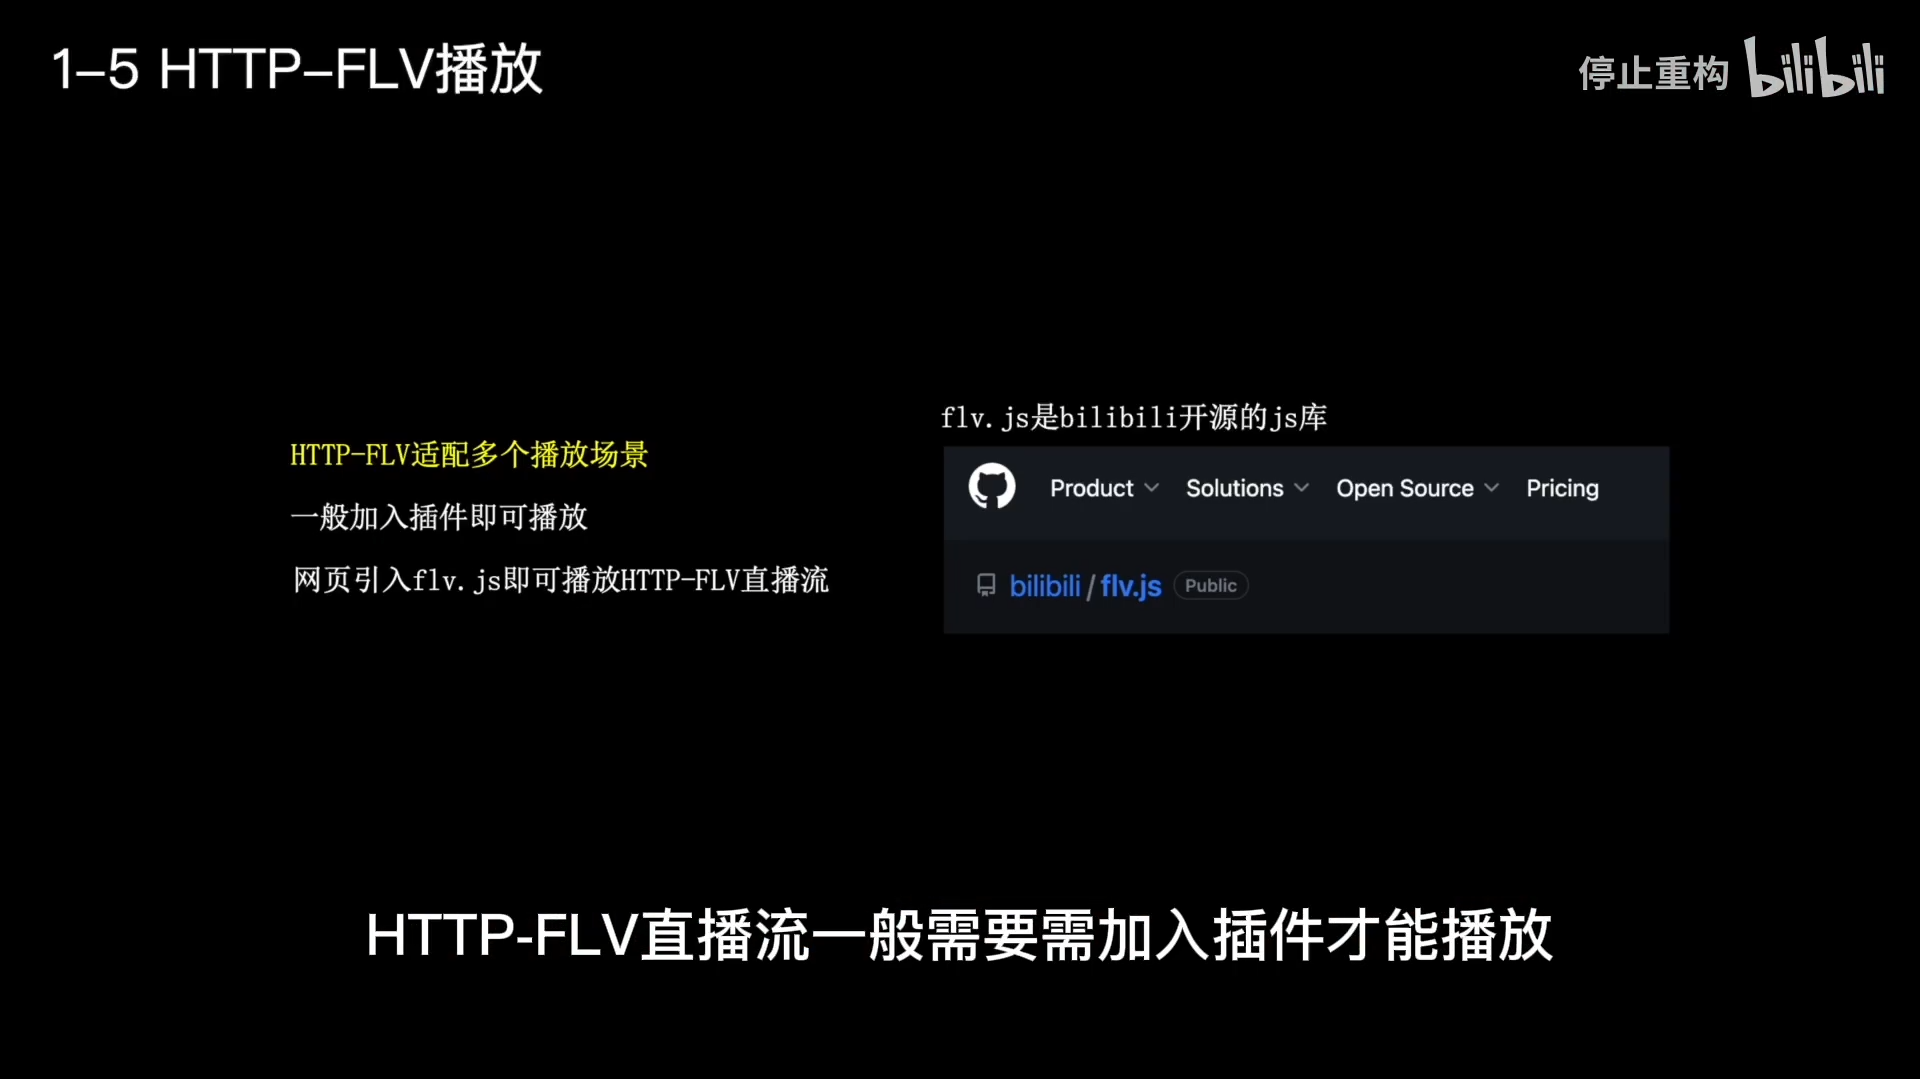 1-5 HTTP-FLV播放
停止重构 bilibili
HTTP-FLV适配多个播放场景
一般加入插件即可播放
网页引入flv.js即可播放HTTP-FLV直播流
flv.js是bilibili开源的js库
Product Solutions Open Source Pricing
bilibili/flv.js Public
HTTP-FLV直播流一般需要需加入插件才能播放